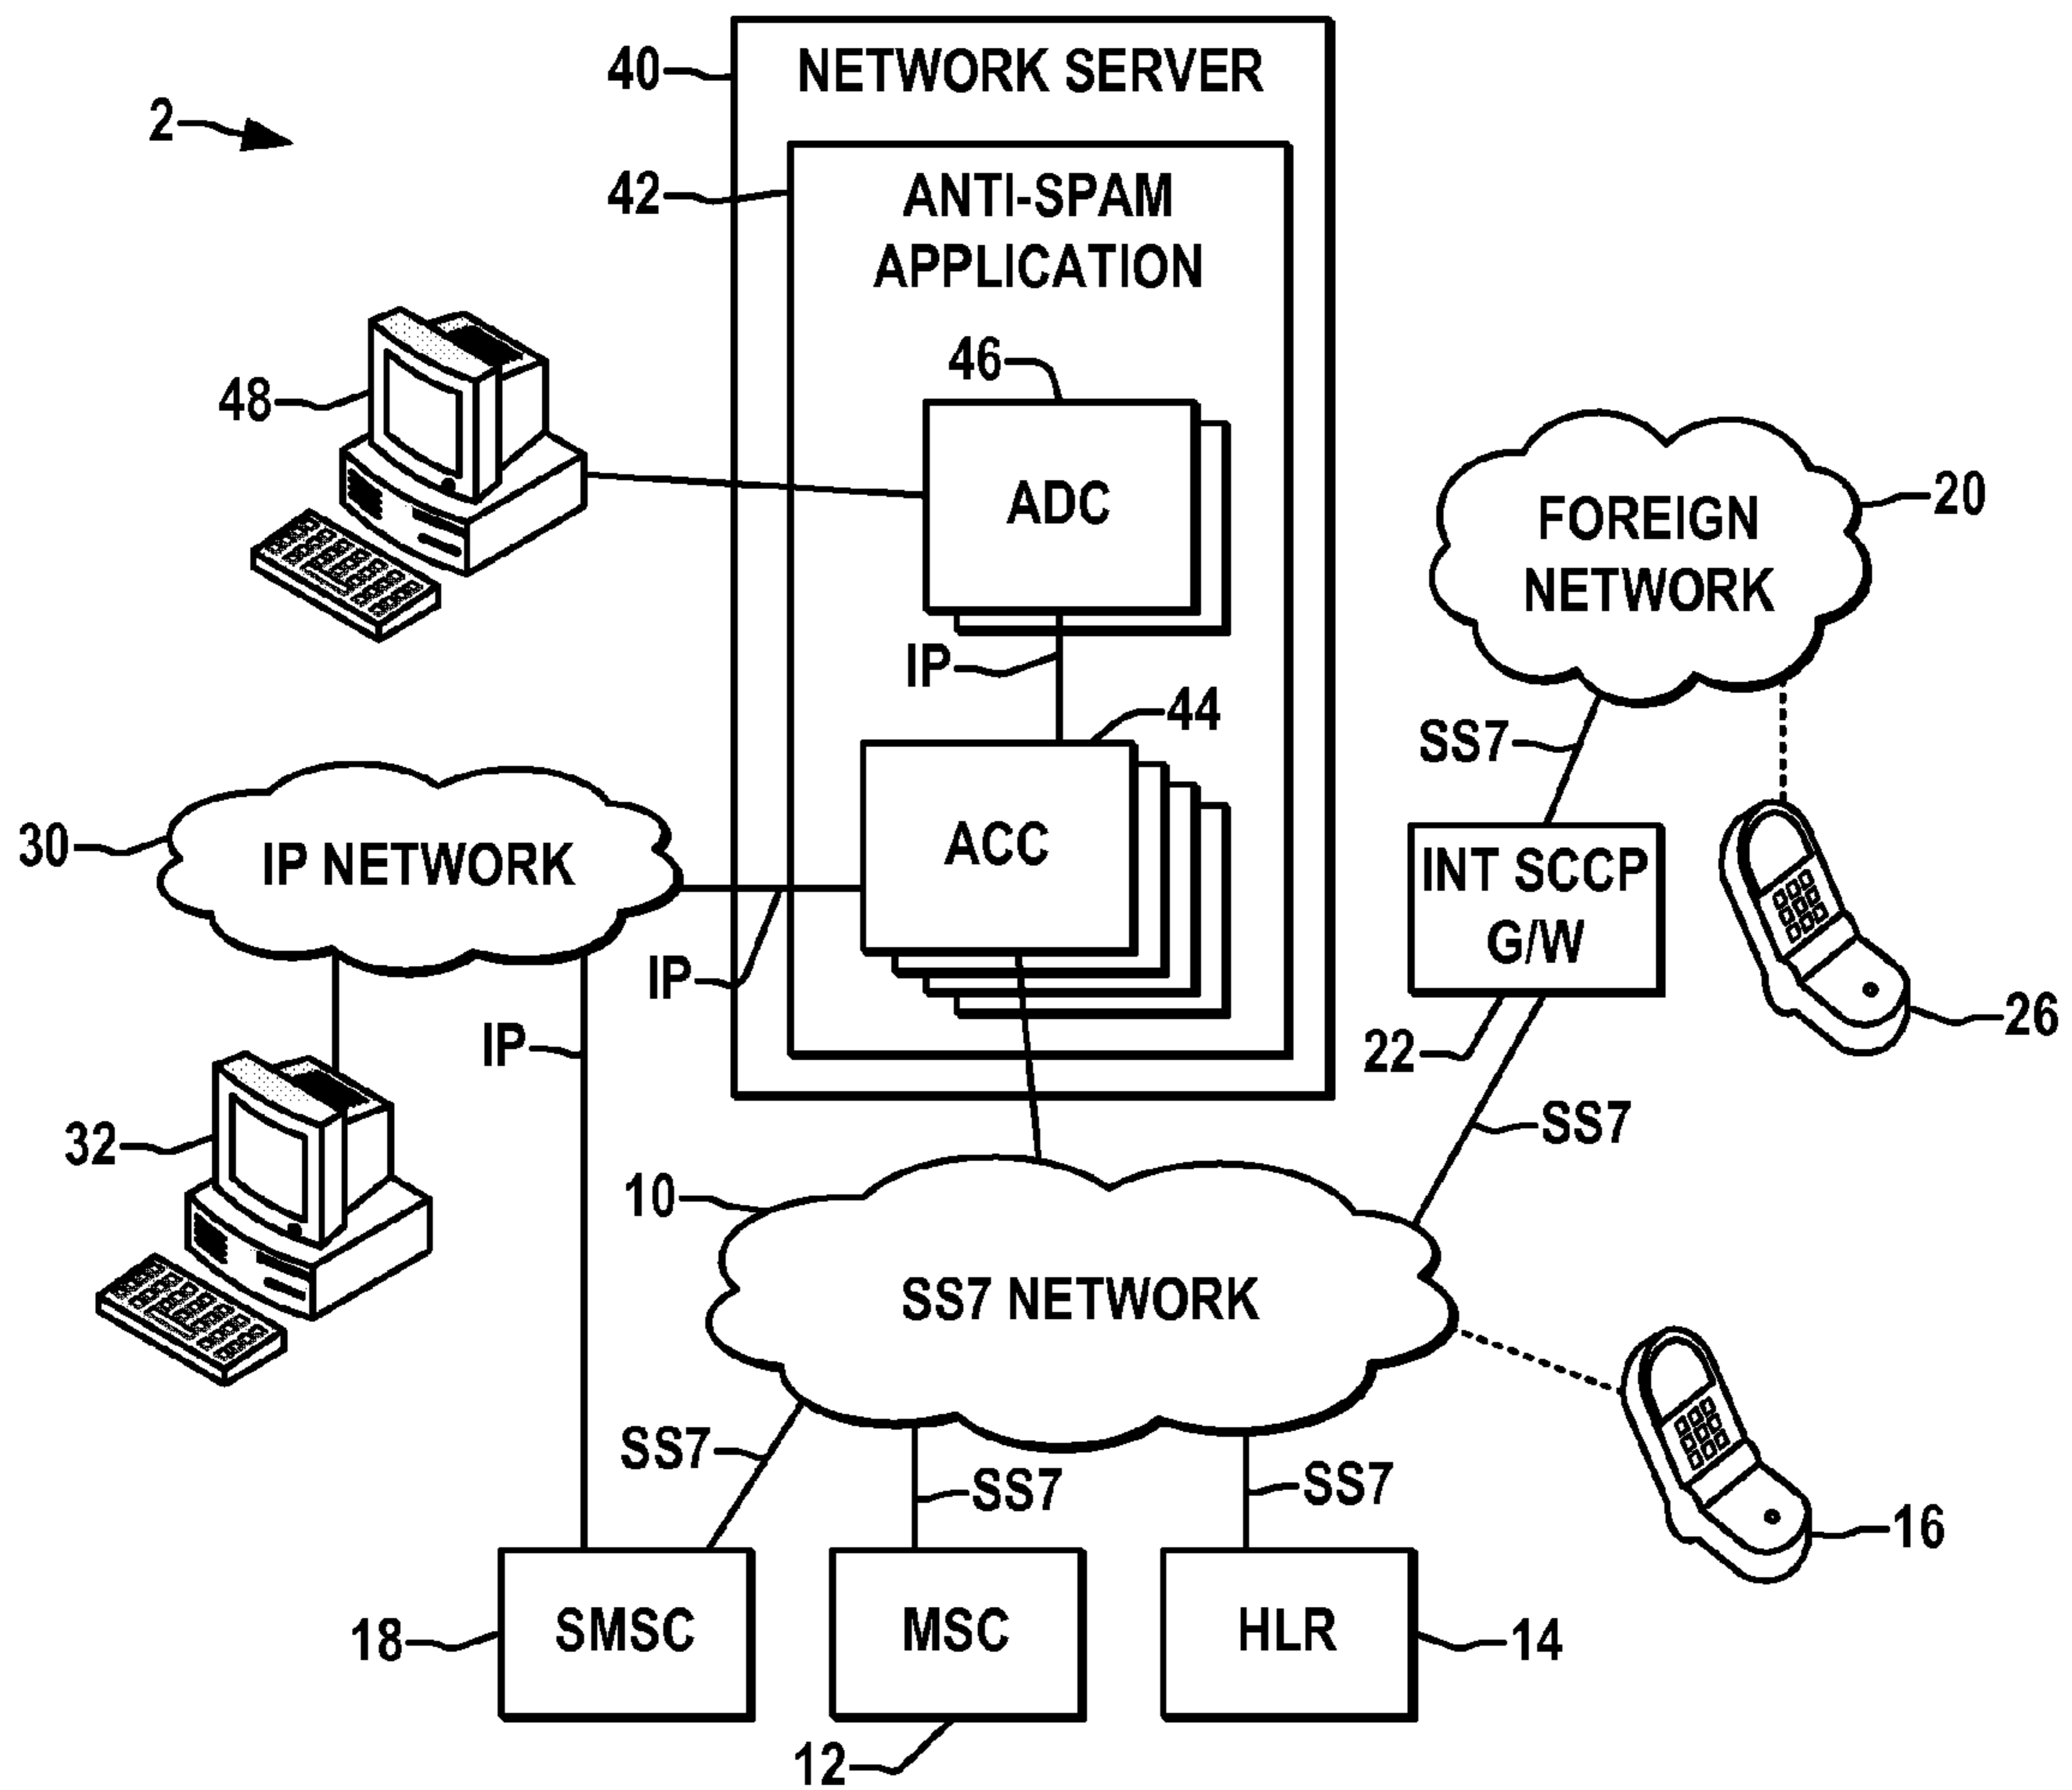 2
40
NETWORK SERVER
42
ANTI-SPAM
APPLICATION
46
48
ADC
20
FOREIGN
NETWORK
IP
44
SS7
30
IP NETWORK
ACC
INT SCCP
G/W
IP
26
IP
22
32
SS7
10
SS7 NETWORK
SS7
SS7
SS7
16
18
SMSC
MSC
HLR
14
12